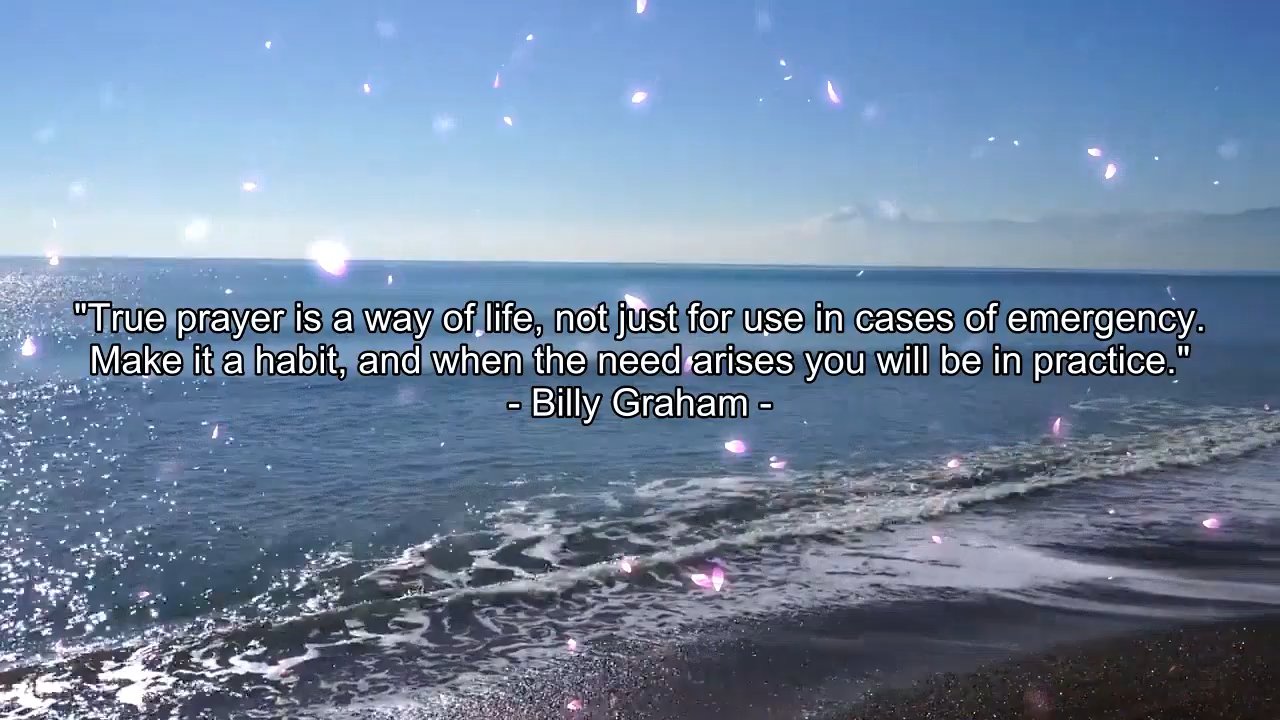 "True prayer is a way of life, not just for use in cases of emergency.
Make it a habit, and when the need arises you will be in practice."
- Billy Graham -